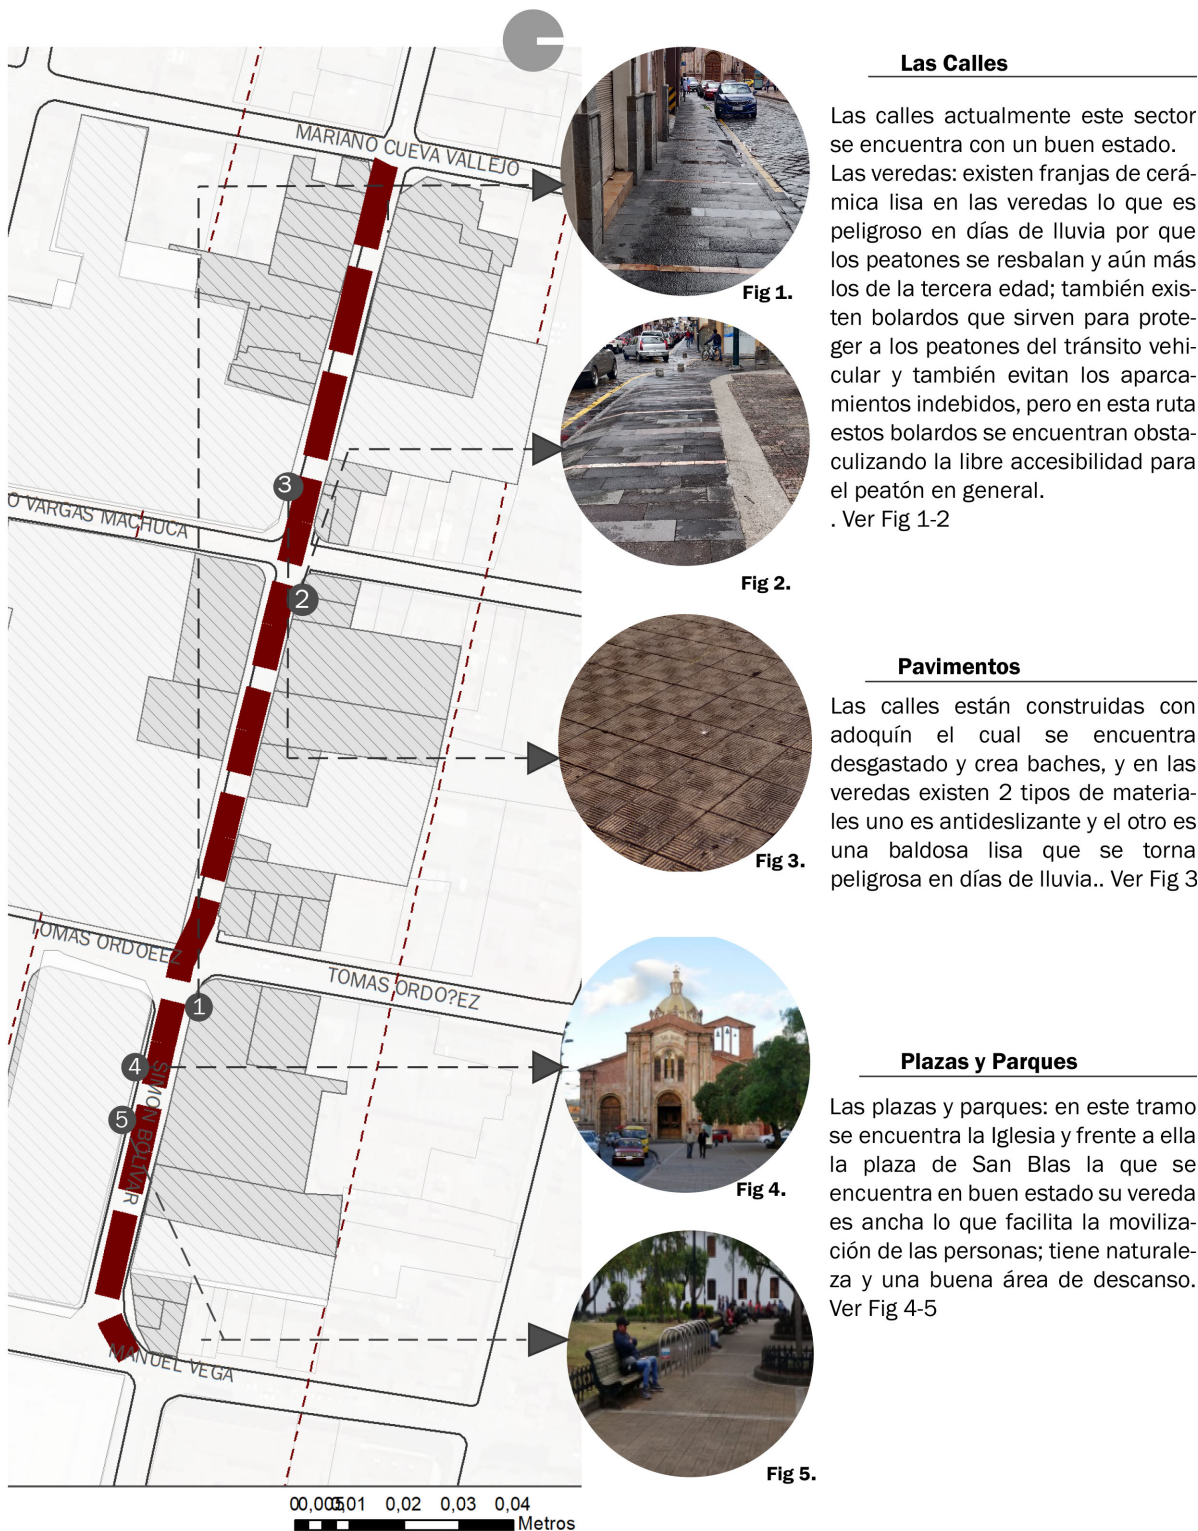 MARIANO CUEVA VALLEJO
O VARGAS MACHUCA
TOMAS ORDOEEZ
TOMAS ORDO?EZ
SIMON BOLIVAR
MANUEL VEGA
3
2
1
4
5
0,01 0,02 0,03 0,04
Metros
Fig 1.
Fig 2.
Fig 3.
Fig 4.
Fig 5.
Las Calles
Las calles actualmente este sector
se encuentra con un buen estado.
Las veredas: existen franjas de cerá-
mica lisa en las veredas lo que es
peligroso en días de lluvia por que
los peatones se resbalan y aún más
los de la tercera edad; también exis-
ten bolardos que sirven para prote-
ger a los peatones del tránsito vehi-
cular y también evitan los aparca-
mientos indebidos, pero en esta ruta
estos bolardos se encuentran obsta-
culizando la libre accesibilidad para
el peatón en general.
. Ver Fig 1-2
Pavimentos
Las calles están construidas con
adoquín el cual se encuentra
desgastado y crea baches, y en las
veredas existen 2 tipos de materia-
les uno es antideslizante y el otro es
una baldosa lisa que se torna
peligrosa en días de lluvia.. Ver Fig 3
Plazas y Parques
Las plazas y parques: en este tramo
se encuentra la Iglesia y frente a ella
la plaza de San Blas la que se
encuentra en buen estado su vereda
es ancha lo que facilita la moviliza-
ción de las personas; tiene naturale-
za y una buena área de descanso.
Ver Fig 4-5